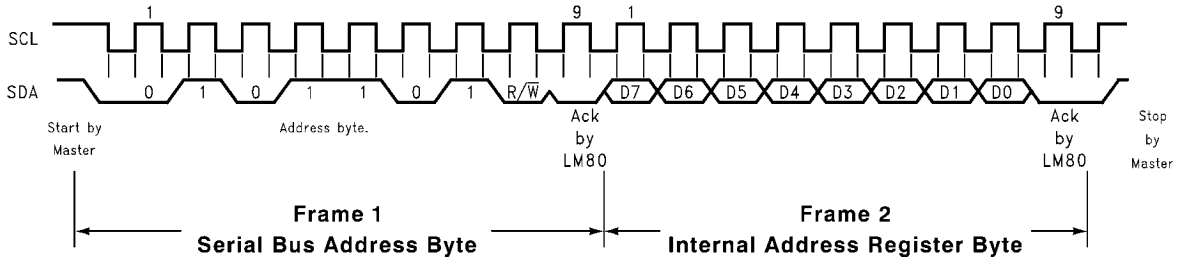 1 9 1 9
SCL
SDA 0 1 0 1 1 0 1 R/W̅ D7 D6 D5 D4 D3 D2 D1 D0
Start by
Master
Address byte.
Ack
by
LM80
Ack
by
LM80
Stop
by
Master
Frame 1
Serial Bus Address Byte
Frame 2
Internal Address Register Byte